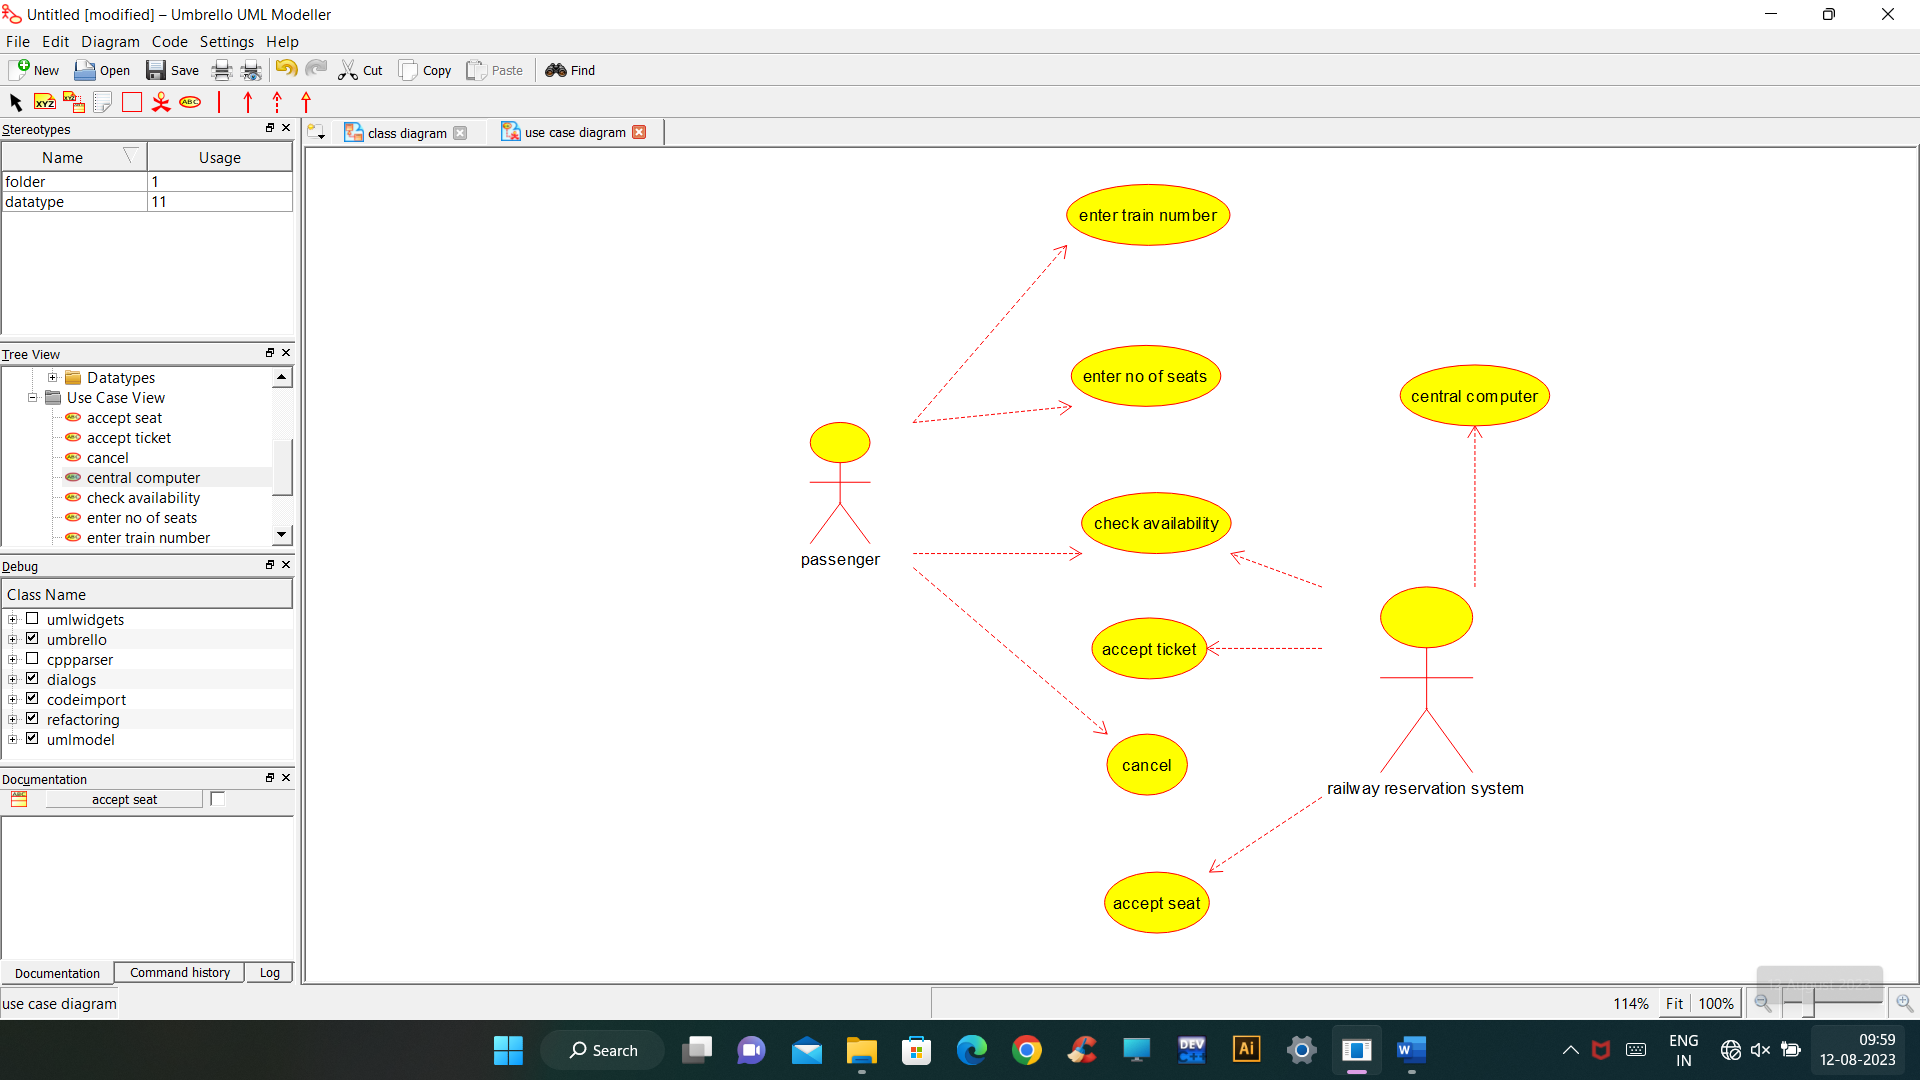 Untitled [modified] – Umbrello UML Modeller
File Edit Diagram Code Settings Help
New Open Save Cut Copy Paste Find
XYZ XYZ ABC
Stereotypes
class diagram use case diagram
Name Usage
folder 1
datatype 11
Tree View
Datatypes
Use Case View
accept seat
accept ticket
cancel
central computer
check availability
enter no of seats
enter train number
Debug
Class Name
umlwidgets
umbrello
cppparser
dialogs
codeimport
refactoring
umlmodel
Documentation
accept seat
Documentation Command history Log
enter train number
enter no of seats
central computer
passenger
check availability
accept ticket
cancel
railway reservation system
accept seat
use case diagram
114% Fit 100%
Search
DEV
C++
Ai
W
ENG
IN
09:59
12-08-2023